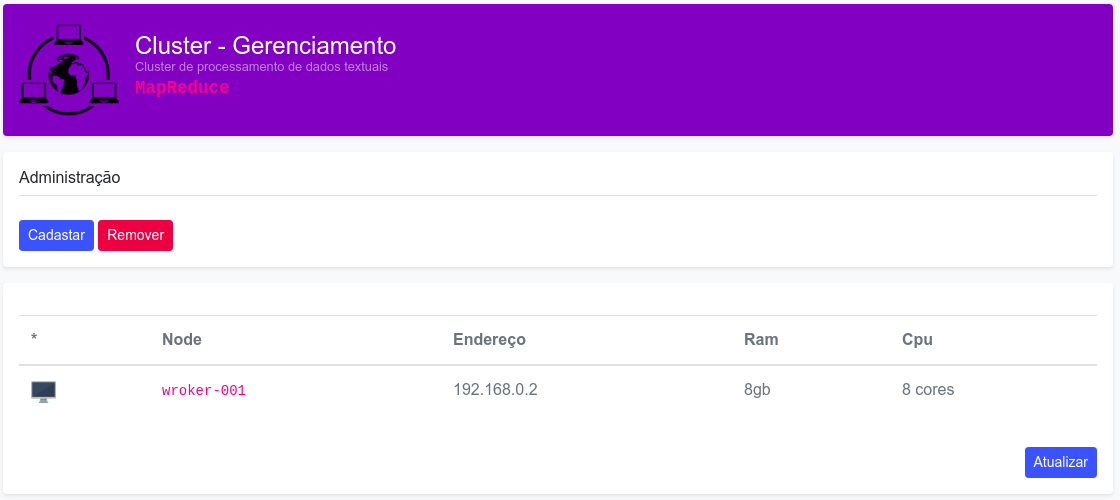 Cluster - Gerenciamento
Cluster de processamento de dados textuais
MapReduce
Administração
Cadastar Remover
* Node Endereço Ram Cpu
wroker-001 192.168.0.2 8gb 8 cores
Atualizar